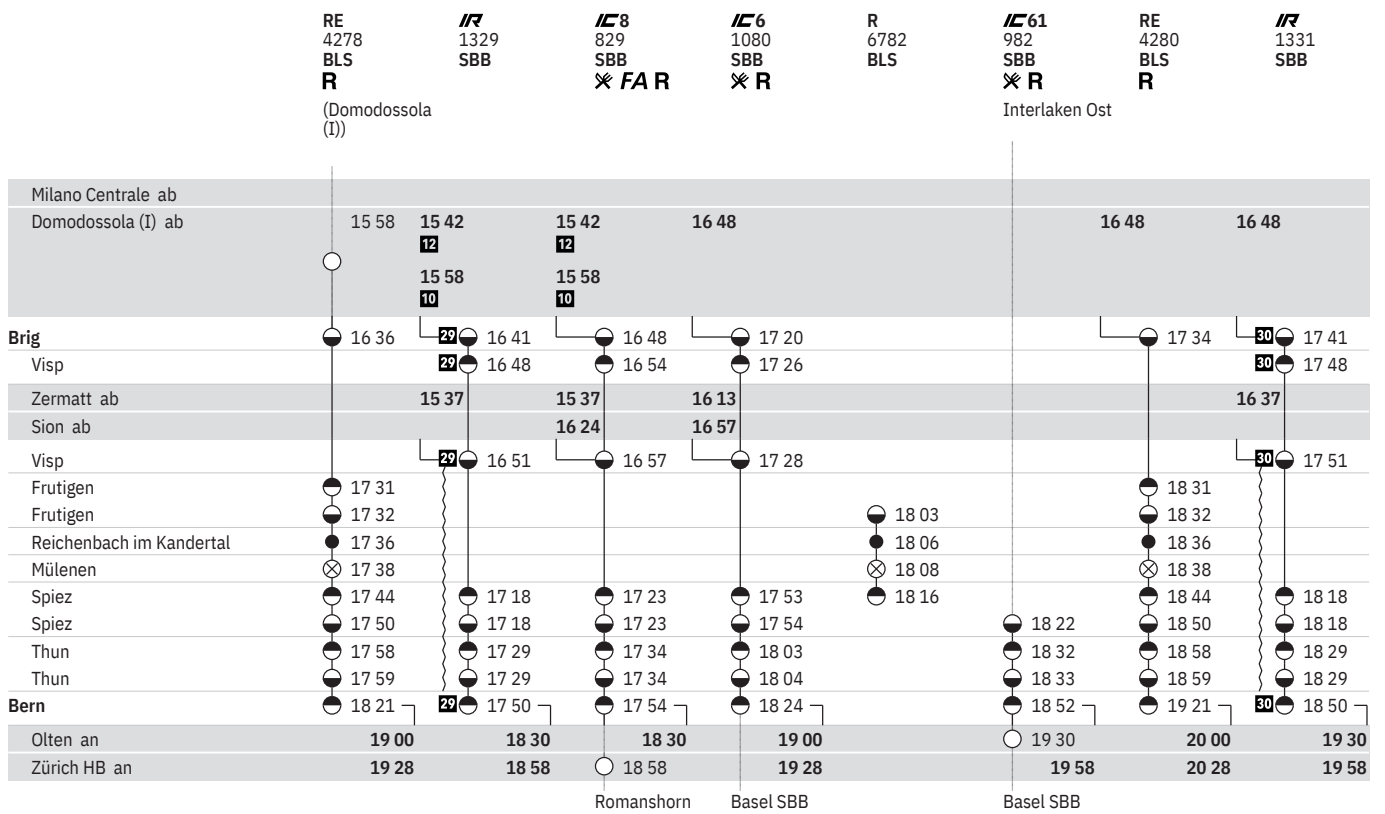 RE IR IC 8 IC 6 R IC 61 RE IR
4278 1329 829 1080 6782 982 4280 1331
BLS SBB SBB SBB BLS SBB BLS SBB
R FA R R R R
(Domodossola Interlaken Ost
(I))
Milano Centrale ab
Domodossola (I) ab 15 58 15 42 15 42 16 48 16 48 16 48
12 12
15 58 15 58
10 10
Brig 16 36 29 16 41 16 48 17 20 17 34 30 17 41
Visp 29 16 48 16 54 17 26 30 17 48
Zermatt ab 15 37 15 37 16 13 16 37
Sion ab 16 24 16 57
Visp 29 16 51 16 57 17 28 30 17 51
Frutigen 17 31 18 31
Frutigen 17 32 18 03 18 32
Reichenbach im Kandertal 17 36 18 06 18 36
Mülenen 17 38 18 08 18 38
Spiez 17 44 17 18 17 23 17 53 18 16 18 44 18 18
Spiez 17 50 17 18 17 23 17 54 18 22 18 50 18 18
Thun 17 58 17 29 17 34 18 03 18 32 18 58 18 29
Thun 17 59 17 29 17 34 18 04 18 33 18 59 18 29
Bern 18 21 29 17 50 17 54 18 24 18 52 19 21 30 18 50
Olten an 19 00 18 30 18 30 19 00 19 30 20 00 19 30
Zürich HB an 19 28 18 58 18 58 19 28 19 58 20 28 19 58
Romanshorn Basel SBB Basel SBB